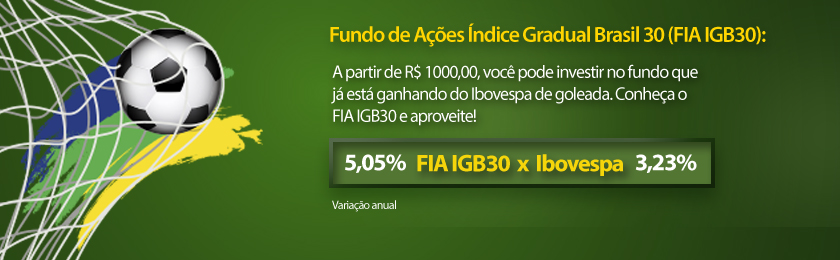 Fundo de Ações Índice Gradual Brasil 30 (FIA IGB30):
A partir de R$ 1000,00, você pode investir no fundo que
já está ganhando do Ibovespa de goleada. Conheça o
FIA IGB30 e aproveite!
5,05% FIA IGB30 x Ibovespa 3,23%
Variação anual